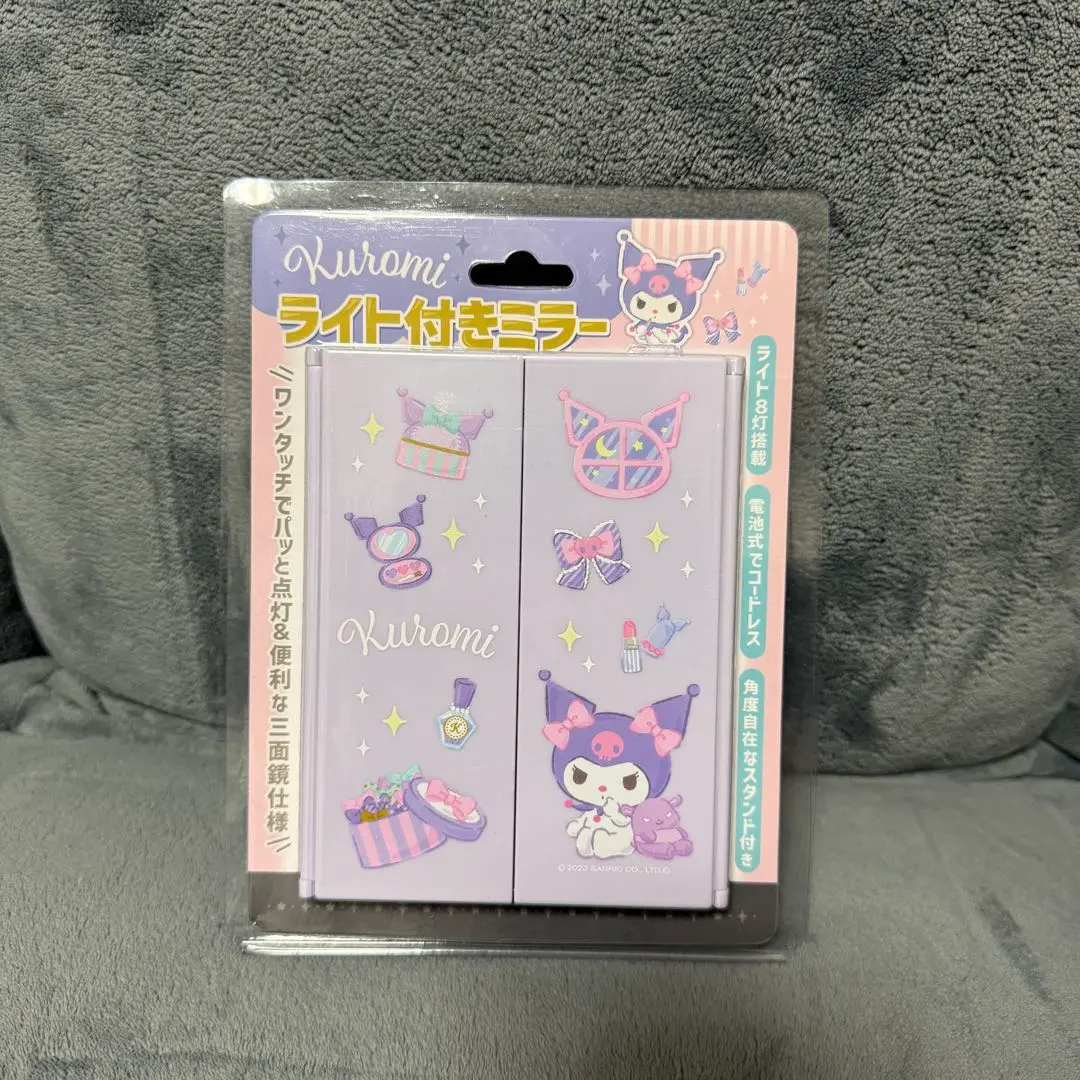 Kuromi
ライト付きミラー
ワンタッチでパッと点灯&便利な三面鏡仕様
ライト8灯搭載
電池式でコードレス
角度自在なスタンド付き
Kuromi
K
© 2023 SANRIO CO., LTD.Ⓓ